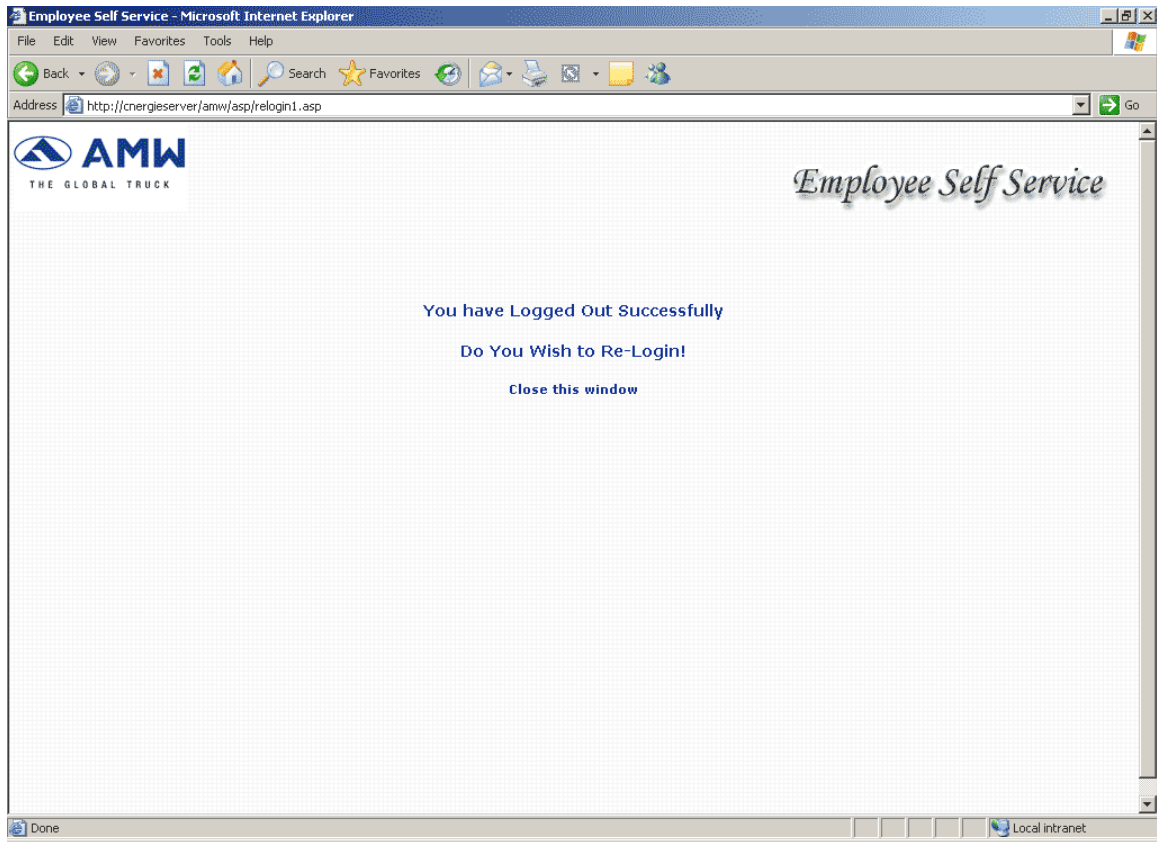 Employee Self Service - Microsoft Internet Explorer
File Edit View Favorites Tools Help
Back Search Favorites
Address http://cnergieserver/amw/asp/relogin1.asp Go
AMW
THE GLOBAL TRUCK
Employee Self Service
You have Logged Out Successfully
Do You Wish to Re-Login!
Close this window
Done Local intranet